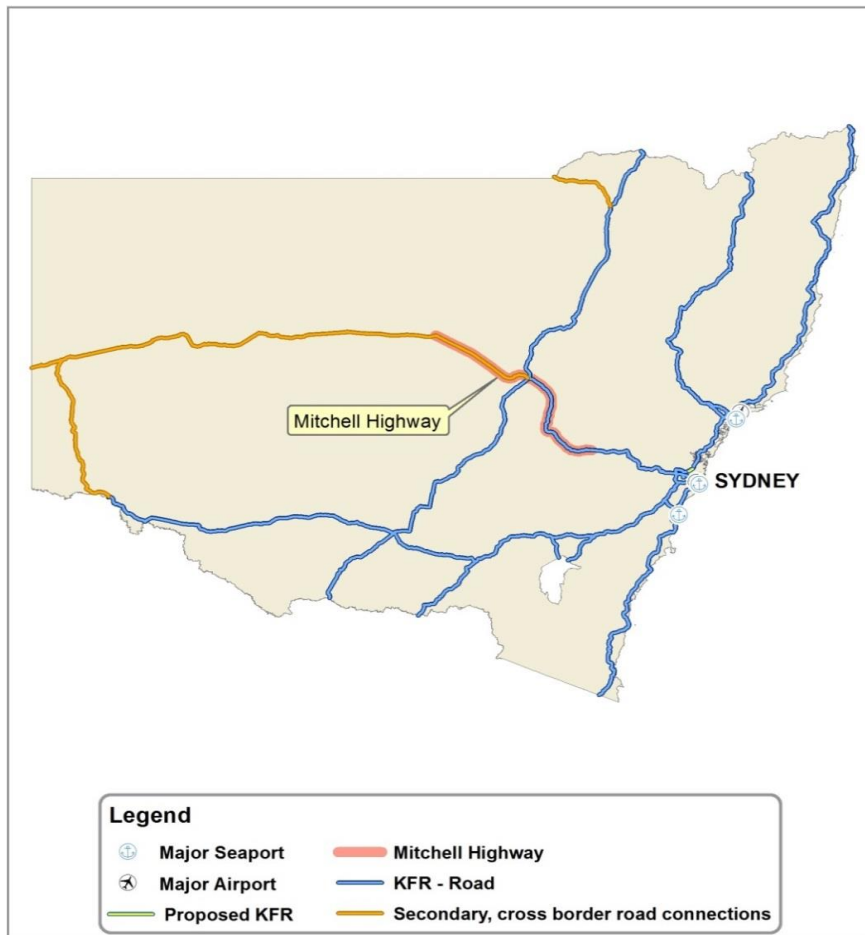 Mitchell Highway
SYDNEY
Legend
Major Seaport
Mitchell Highway
Major Airport
KFR - Road
Proposed KFR
Secondary, cross border road connections